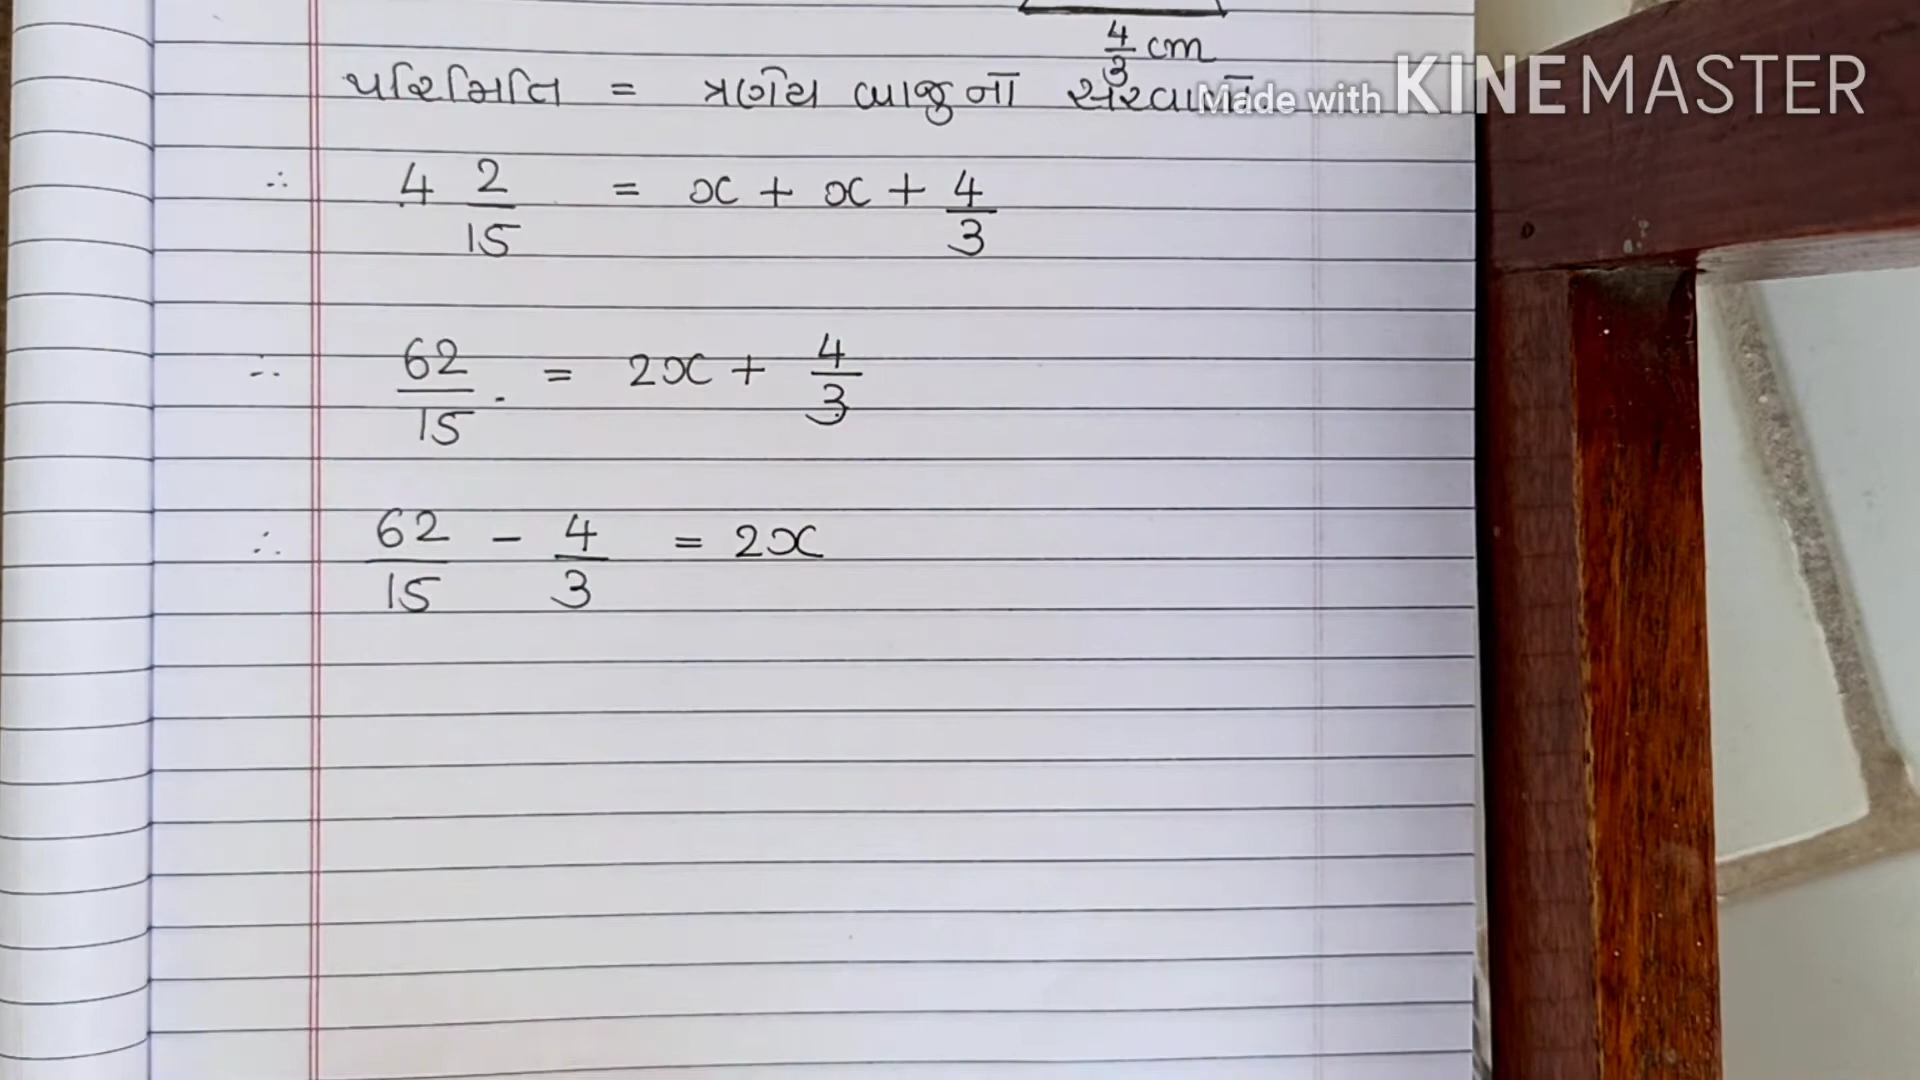 4/3 cm
પરિમિતિ = ત્રણેય બાજુનો સરવાળો.
Made with KINEMASTER
∴ 4 2/15 = x + x + 4/3
∴ 62/15 = 2x + 4/3
∴ 62/15 - 4/3 = 2x